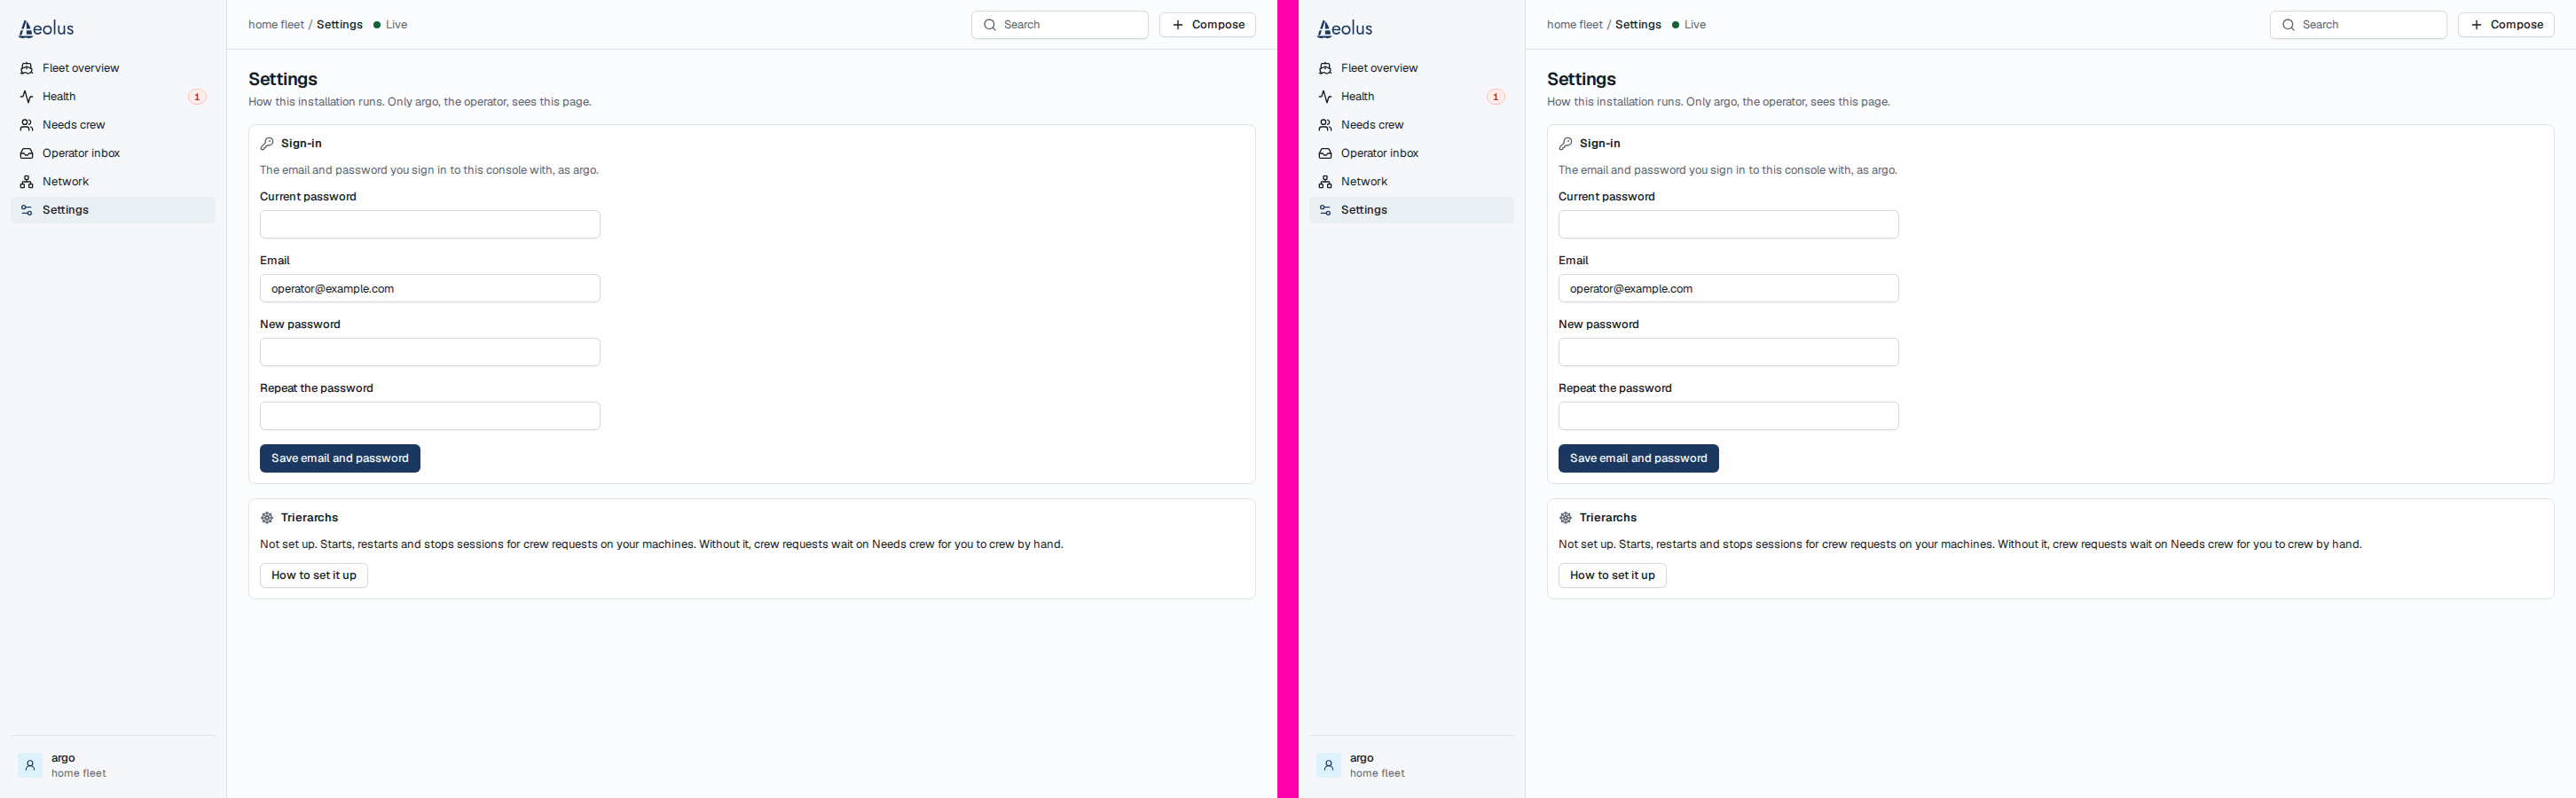 Aeolus
home fleet / Settings Live
Search
Compose
Fleet overview
Health 1
Needs crew
Operator inbox
Network
Settings
Settings
How this installation runs. Only argo, the operator, sees this page.
Sign-in
The email and password you sign in to this console with, as argo.
Current password
Email
operator@example.com
New password
Repeat the password
Save email and password
Trierarchs
Not set up. Starts, restarts and stops sessions for crew requests on your machines. Without it, crew requests wait on Needs crew for you to crew by hand.
How to set it up
argo
home fleet
Aeolus
home fleet / Settings Live
Search
Compose
Fleet overview
Health 1
Needs crew
Operator inbox
Network
Settings
Settings
How this installation runs. Only argo, the operator, sees this page.
Sign-in
The email and password you sign in to this console with, as argo.
Current password
Email
operator@example.com
New password
Repeat the password
Save email and password
Trierarchs
Not set up. Starts, restarts and stops sessions for crew requests on your machines. Without it, crew requests wait on Needs crew for you to crew by hand.
How to set it up
argo
home fleet